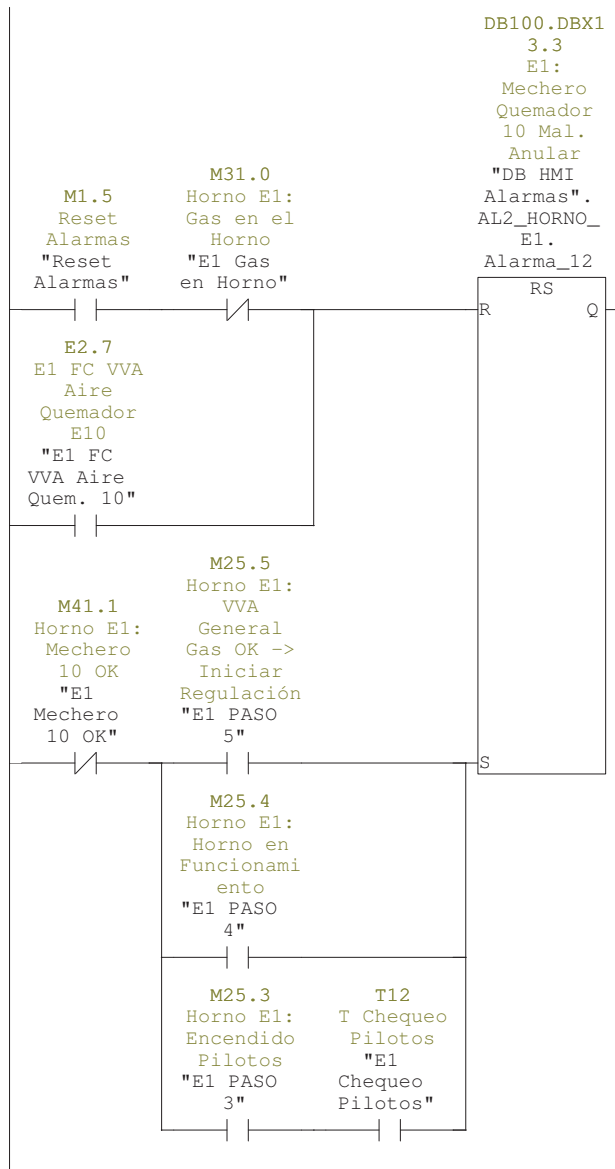 DB100.DBX1
3.3
E1:
Mechero
Quemador
10 Mal.
Anular
"DB HMI
Alarmas".
AL2_HORNO_
E1.
Alarma_12
M1.5
Reset
Alarmas
"Reset
Alarmas"
M31.0
Horno E1:
Gas en el
Horno
"E1 Gas
en Horno"
RS
R
Q
E2.7
E1 FC VVA
Aire
Quemador
E10
"E1 FC
VVA Aire
Quem. 10"
M41.1
Horno E1:
Mechero
10 OK
"E1
Mechero
10 OK"
M25.5
Horno E1:
VVA
General
Gas OK ->
Iniciar
Regulación
"E1 PASO
5"
S
M25.4
Horno E1:
Horno en
Funcionami
ento
"E1 PASO
4"
M25.3
Horno E1:
Encendido
Pilotos
"E1 PASO
3"
T12
T Chequeo
Pilotos
"E1
Chequeo
Pilotos"